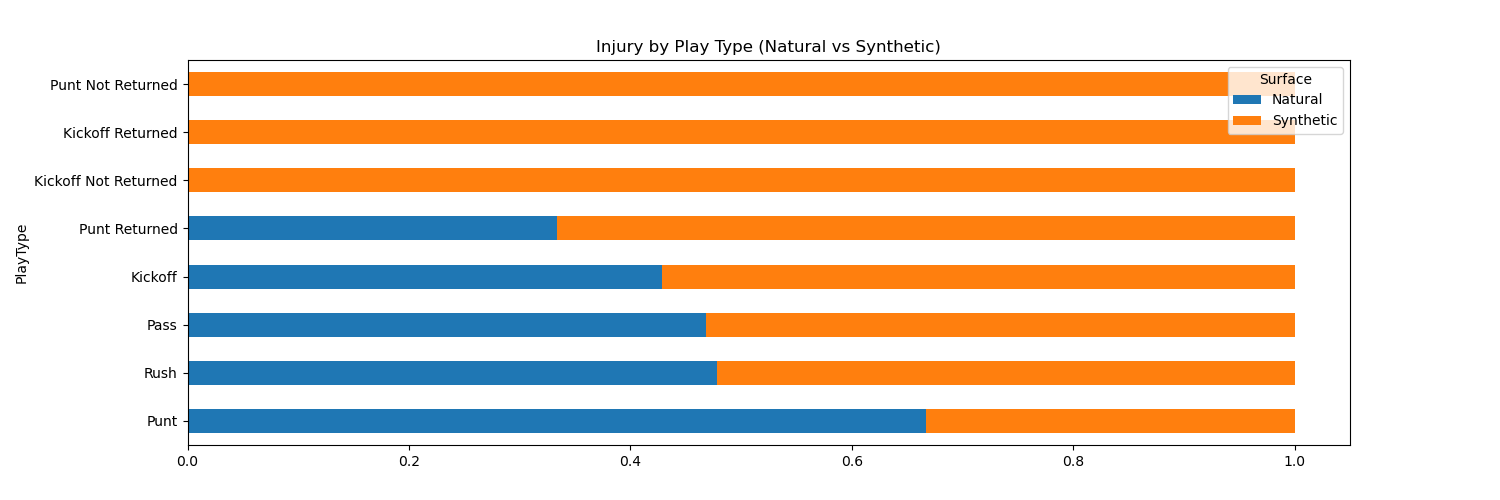 Injury by Play Type (Natural vs Synthetic)
Surface
Natural
Synthetic
PlayType
Punt Not Returned
Kickoff Returned
Kickoff Not Returned
Punt Returned
Kickoff
Pass
Rush
Punt
0.0 0.2 0.4 0.6 0.8 1.0